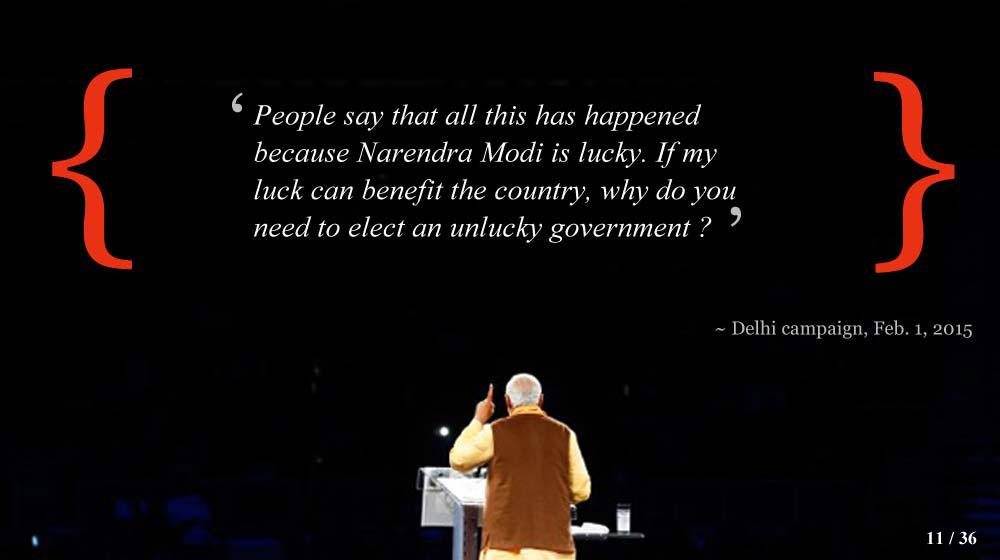 ‘ People say that all this has happened
because Narendra Modi is lucky. If my
luck can benefit the country, why do you
need to elect an unlucky government ? ’
~ Delhi campaign, Feb. 1, 2015
11 / 36